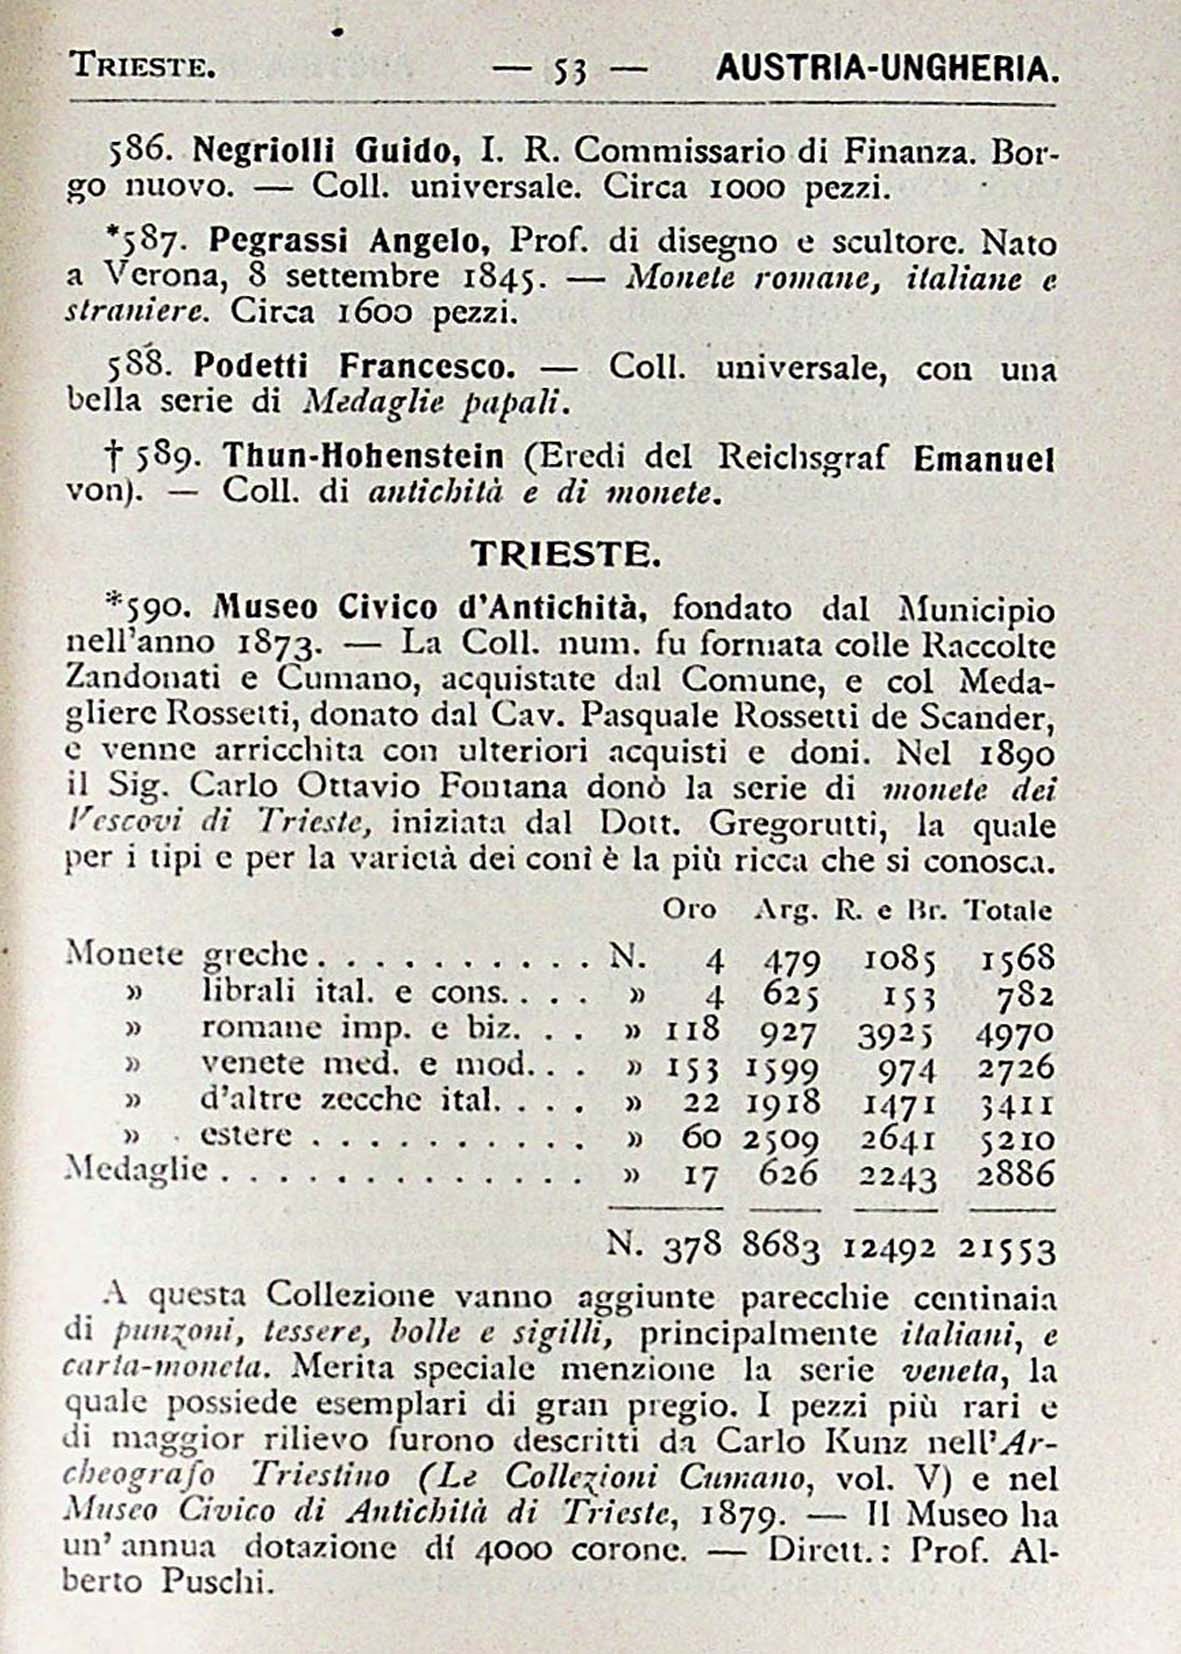 TRIESTE. — 53 — AUSTRIA-UNGHERIA.
586. Negriolli Guido, I. R. Commissario di Finanza. Bor-
go nuovo. — Coll. universale. Circa 1000 pezzi.
*587. Pegrassi Angelo, Prof. di disegno e scultore. Nato
a Verona, 8 settembre 1845. — Monete romane, italiane e
straniere. Circa 1600 pezzi.
588. Podetti Francesco. — Coll. universale, con una
bella serie di Medaglie papali.
† 589. Thun-Hohenstein (Eredi del Reichsgraf Emanuel
von). — Coll. di antichità e di monete.
TRIESTE.
*590. Museo Civico d'Antichità, fondato dal Municipio
nell'anno 1873. — La Coll. num. fu formata colle Raccolte
Zandonati e Cumano, acquistate dal Comune, e col Meda-
gliere Rossetti, donato dal Cav. Pasquale Rossetti de Scander,
e venne arricchita con ulteriori acquisti e doni. Nel 1890
il Sig. Carlo Ottavio Fontana donò la serie di monete dei
Vescovi di Trieste, iniziata dal Dott. Gregorutti, la quale
per i tipi e per la varietà dei coni è la più ricca che si conosca.
Oro Arg. R. e Br. Totale
Monete greche . . . . . . . . . . N. 4 479 1085 1568
» librali ital. e cons. . . . » 4 625 153 782
» romane imp. e biz. . . » 118 927 3925 4970
» venete med. e mod. . . » 153 1599 974 2726
» d'altre zecche ital. . . . » 22 1918 1471 3411
» estere . . . . . . . . . . » 60 2509 2641 5210
Medaglie . . . . . . . . . . . . . » 17 626 2243 2886
N. 378 8683 12492 21553
A questa Collezione vanno aggiunte parecchie centinaia
di punzoni, tessere, bolle e sigilli, principalmente italiani, e
carta-moneta. Merita speciale menzione la serie veneta, la
quale possiede esemplari di gran pregio. I pezzi più rari e
di maggior rilievo furono descritti da Carlo Kunz nell'Ar-
cheografo Triestino (Le Collezioni Cumano, vol. V) e nel
Museo Civico di Antichità di Trieste, 1879. — Il Museo ha
un' annua dotazione dí 4000 corone. — Dirett.: Prof. Al-
berto Puschi.